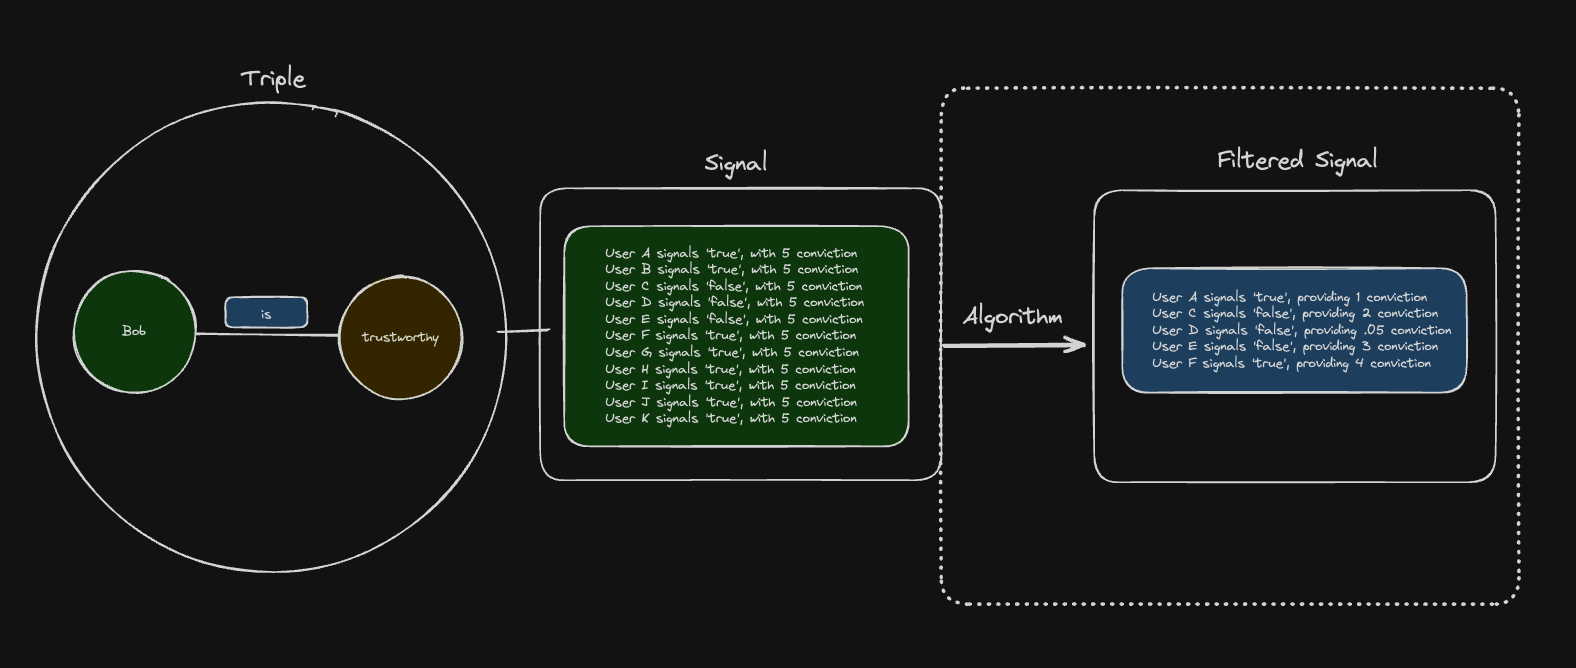 Triple
Bob
is
trustworthy
Signal
User A signals 'true', with 5 conviction
User B signals 'true', with 5 conviction
User C signals 'false', with 5 conviction
User D signals 'false', with 5 conviction
User E signals 'false', with 5 conviction
User F signals 'true', with 5 conviction
User G signals 'true', with 5 conviction
User H signals 'true', with 5 conviction
User I signals 'true', with 5 conviction
User J signals 'true', with 5 conviction
User K signals 'true', with 5 conviction
Algorithm
Filtered Signal
User A signals 'true', providing 1 conviction
User C signals 'false', providing 2 conviction
User D signals 'false', providing .05 conviction
User E signals 'false', providing 3 conviction
User F signals 'true', providing 4 conviction